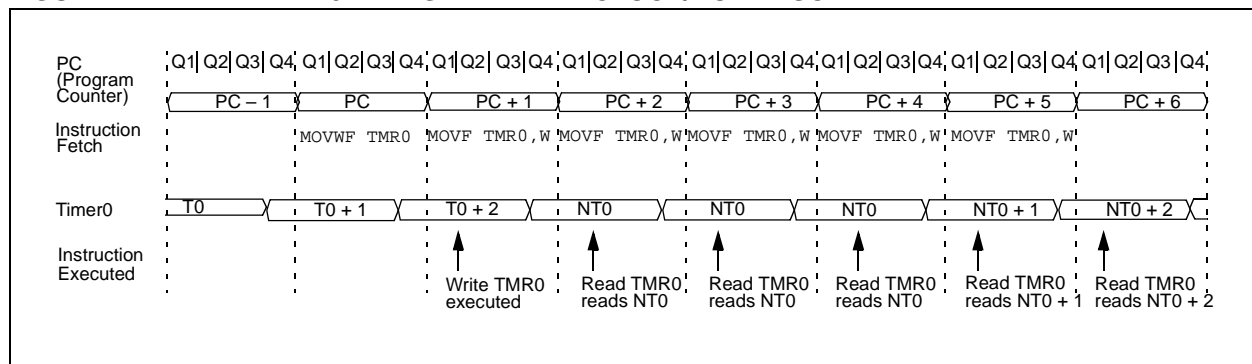 PC
(Program
Counter)
Q1 Q2 Q3 Q4 Q1 Q2 Q3 Q4 Q1 Q2 Q3 Q4 Q1 Q2 Q3 Q4 Q1 Q2 Q3 Q4 Q1 Q2 Q3 Q4 Q1 Q2 Q3 Q4 Q1 Q2 Q3 Q4
PC – 1 PC PC + 1 PC + 2 PC + 3 PC + 4 PC + 5 PC + 6
Instruction
Fetch
MOVWF TMR0 MOVF TMR0,W MOVF TMR0,W MOVF TMR0,W MOVF TMR0,W MOVF TMR0,W
Timer0 T0 T0 + 1 T0 + 2 NT0 NT0 NT0 NT0 + 1 NT0 + 2
Instruction
Executed
Write TMR0 Read TMR0 Read TMR0 Read TMR0 Read TMR0 Read TMR0
executed reads NT0 reads NT0 reads NT0 reads NT0 + 1 reads NT0 + 2